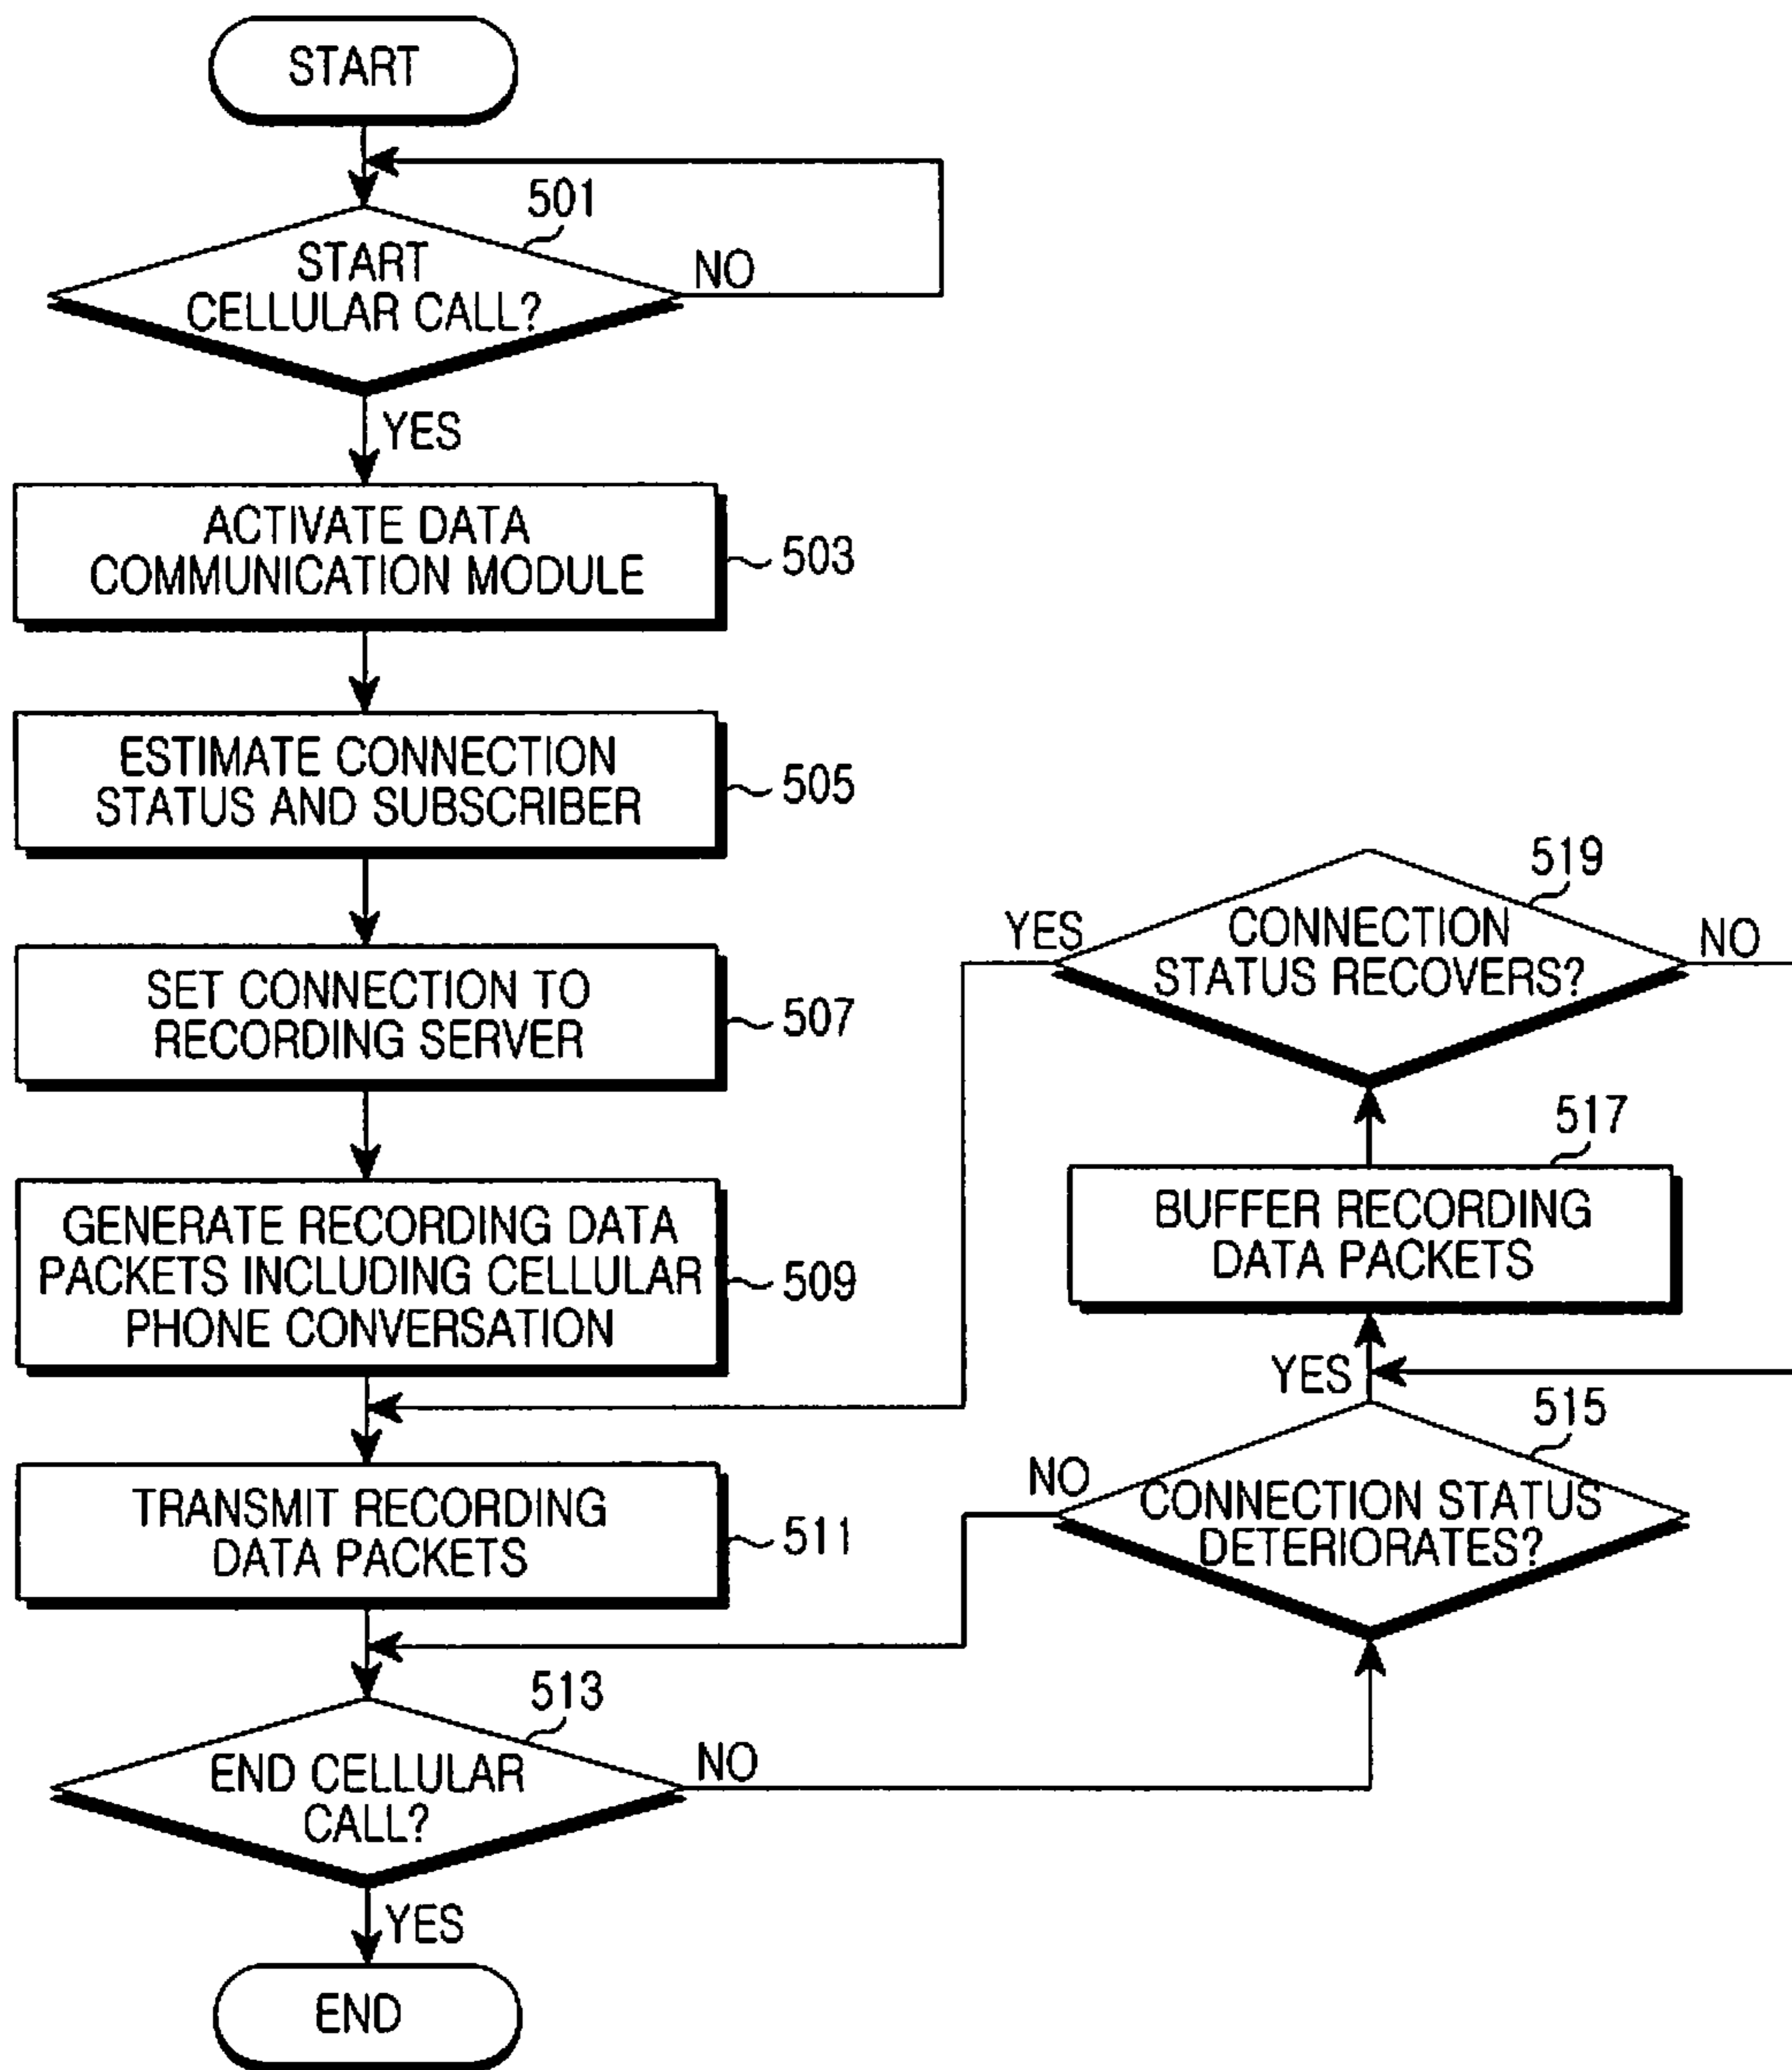 START
501
START
CELLULAR CALL?
NO
YES
ACTIVATE DATA
COMMUNICATION MODULE
503
ESTIMATE CONNECTION
STATUS AND SUBSCRIBER
505
SET CONNECTION TO
RECORDING SERVER
507
GENERATE RECORDING DATA
PACKETS INCLUDING CELLULAR
PHONE CONVERSATION
509
TRANSMIT RECORDING
DATA PACKETS
511
513
END CELLULAR
CALL?
NO
YES
END
519
YES
CONNECTION
STATUS RECOVERS?
NO
517
BUFFER RECORDING
DATA PACKETS
YES
515
NO
CONNECTION STATUS
DETERIORATES?